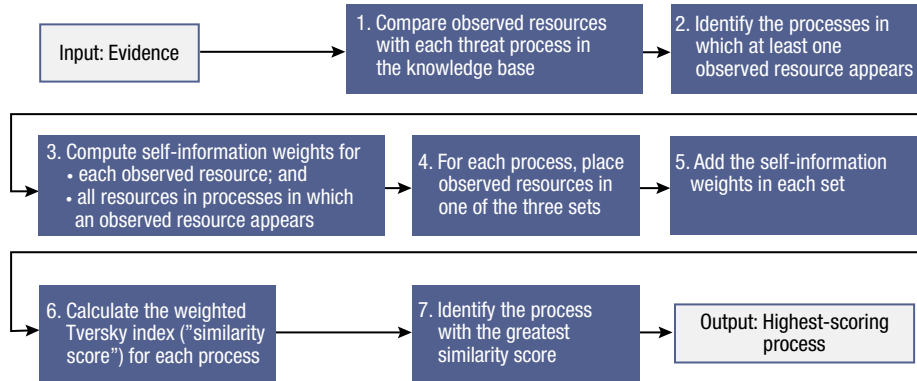 Input: Evidence
1. Compare observed resources
with each threat process in
the knowledge base
2. Identify the processes in
which at least one
observed resource appears
3. Compute self-information weights for
• each observed resource; and
• all resources in processes in which
an observed resource appears
4. For each process, place
observed resources in
one of the three sets
5. Add the self-information
weights in each set
6. Calculate the weighted
Tversky index (”similarity
score”) for each process
7. Identify the process
with the greatest
similarity score
Output: Highest-scoring
process